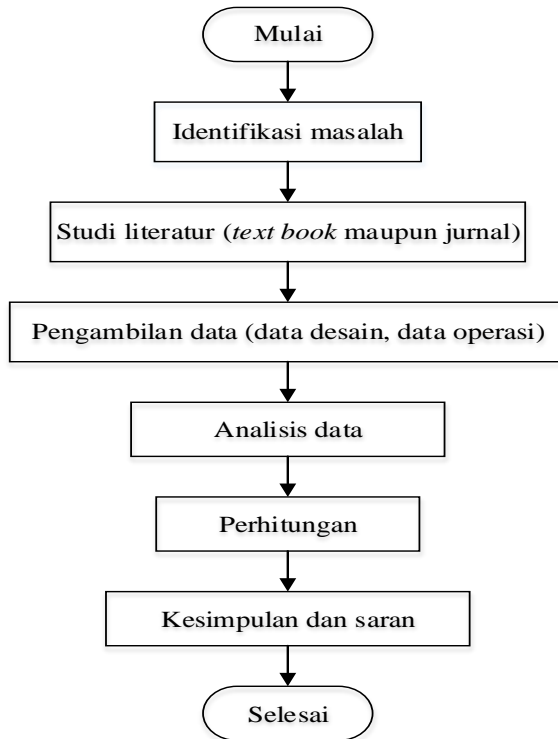 Mulai
Identifikasi masalah
Studi literatur (text book maupun jurnal)
Pengambilan data (data desain, data operasi)
Analisis data
Perhitungan
Kesimpulan dan saran
Selesai